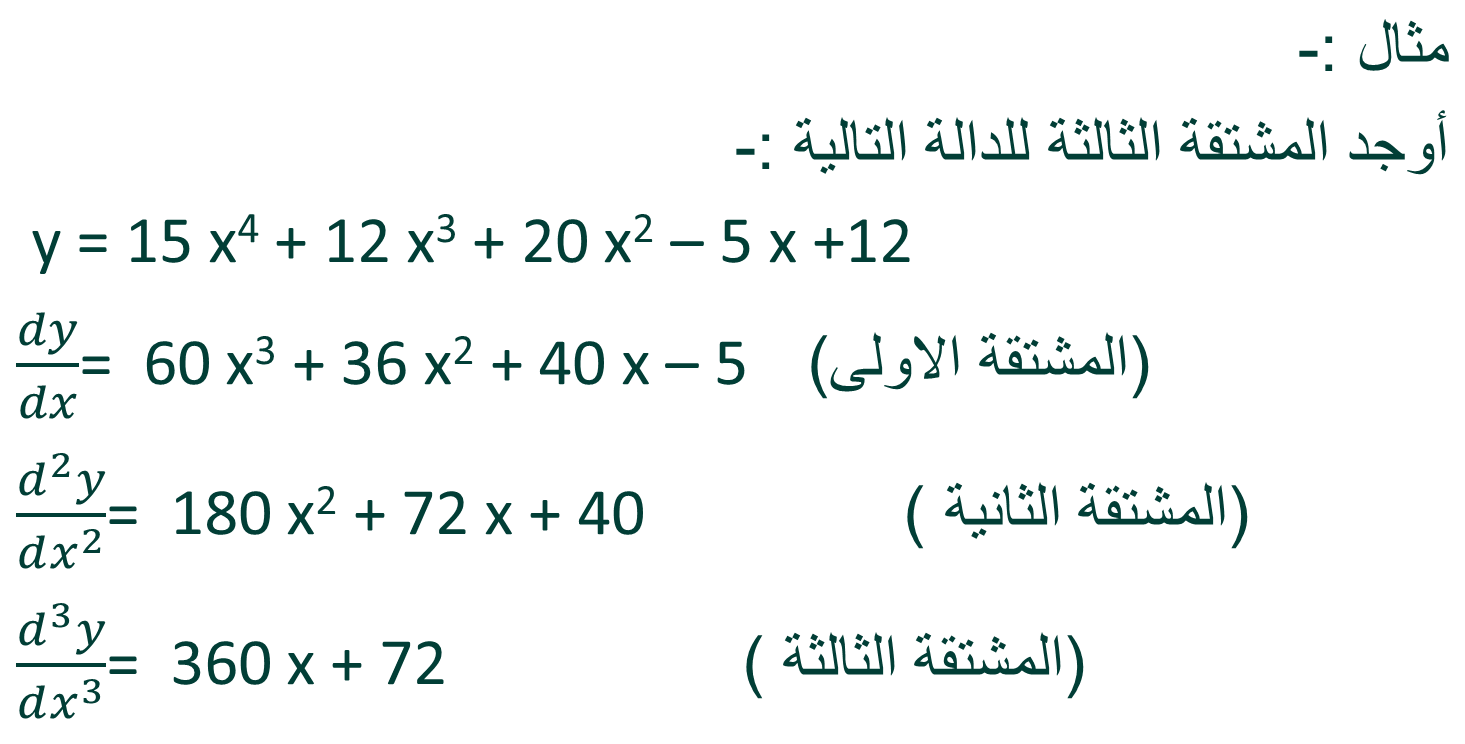 مثال :-
أوجد المشتقة الثالثة للدالة التالية :-
y = 15 x⁴ + 12 x³ + 20 x² – 5 x +12
dy/dx = 60 x³ + 36 x² + 40 x – 5 (المشتقة الاولى)
d²y/dx² = 180 x² + 72 x + 40 (المشتقة الثانية )
d³y/dx³ = 360 x + 72 (المشتقة الثالثة )